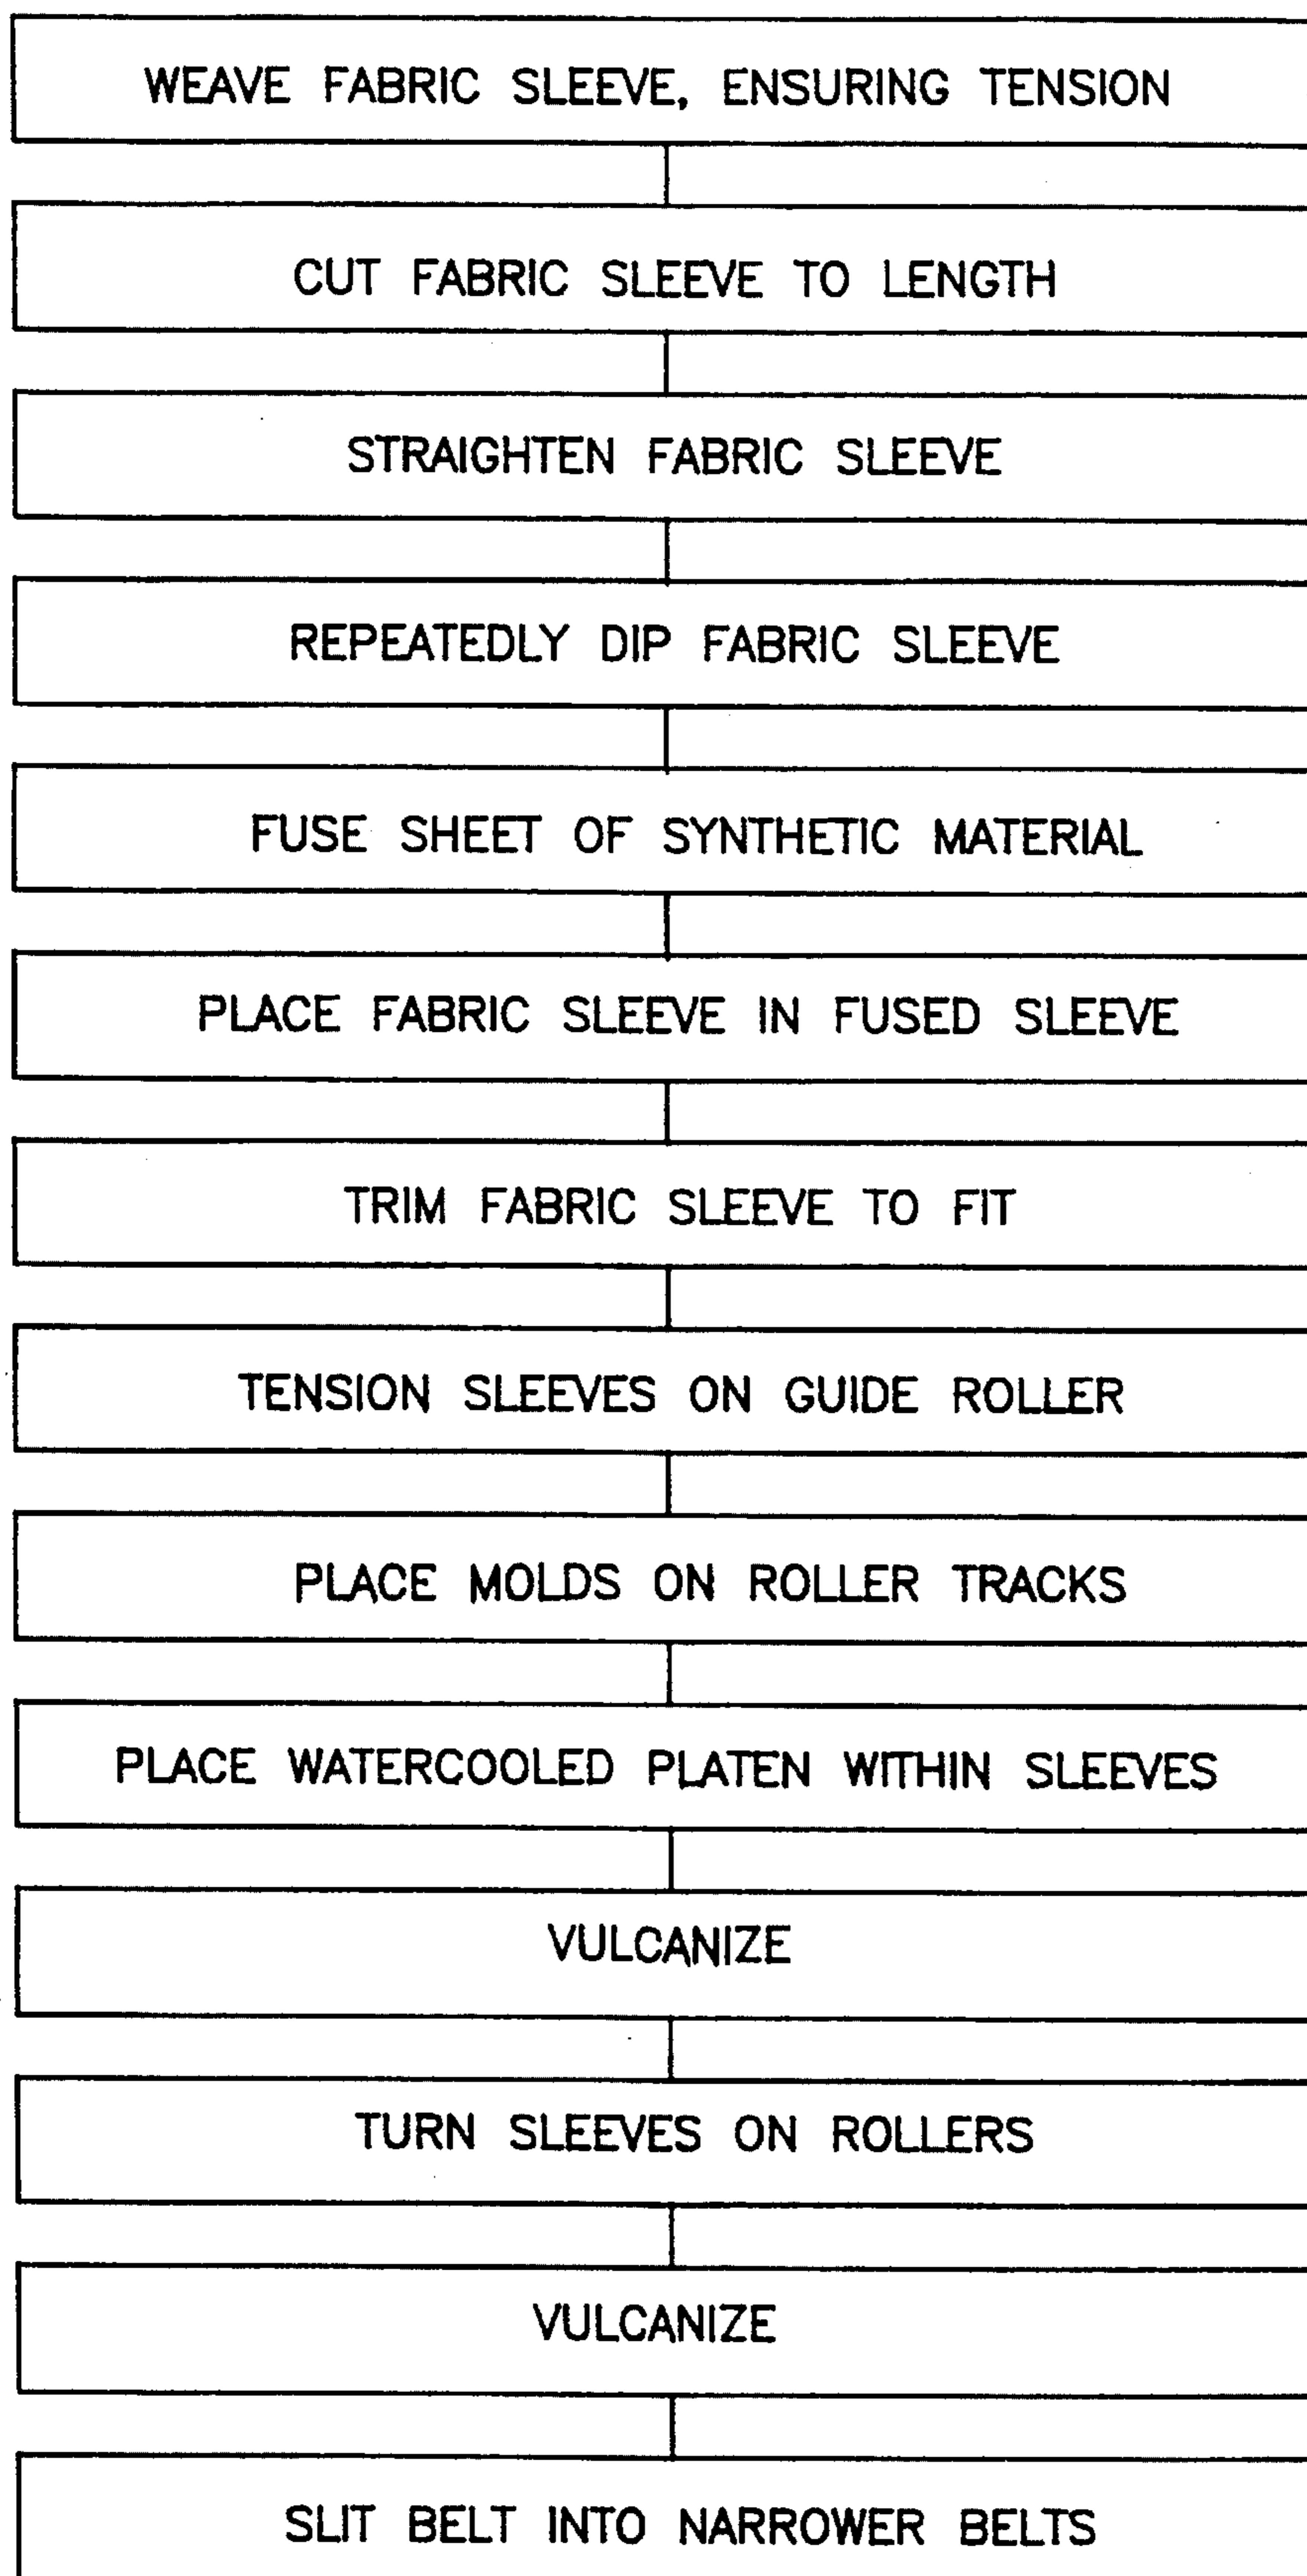 WEAVE FABRIC SLEEVE, ENSURING TENSION
CUT FABRIC SLEEVE TO LENGTH
STRAIGHTEN FABRIC SLEEVE
REPEATEDLY DIP FABRIC SLEEVE
FUSE SHEET OF SYNTHETIC MATERIAL
PLACE FABRIC SLEEVE IN FUSED SLEEVE
TRIM FABRIC SLEEVE TO FIT
TENSION SLEEVES ON GUIDE ROLLER
PLACE MOLDS ON ROLLER TRACKS
PLACE WATERCOOLED PLATEN WITHIN SLEEVES
VULCANIZE
TURN SLEEVES ON ROLLERS
VULCANIZE
SLIT BELT INTO NARROWER BELTS